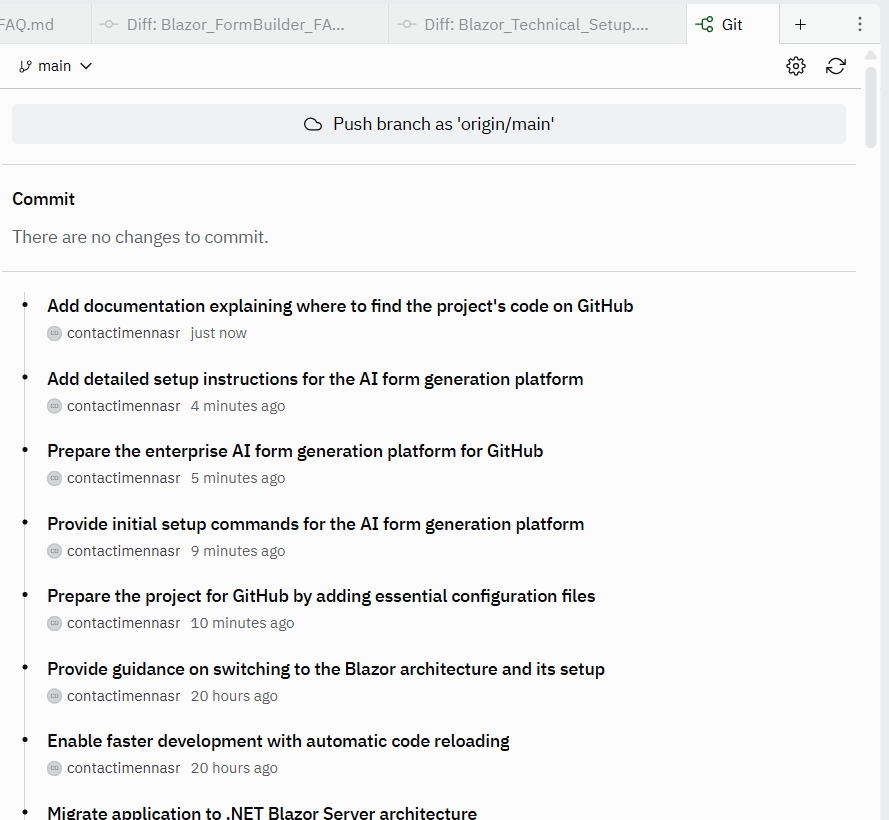 FAQ.md
Diff: Blazor_FormBuilder_FA...
Diff: Blazor_Technical_Setup....
Git
main
Push branch as 'origin/main'
Commit
There are no changes to commit.
Add documentation explaining where to find the project's code on GitHub
contactimennasr just now
Add detailed setup instructions for the AI form generation platform
contactimennasr 4 minutes ago
Prepare the enterprise AI form generation platform for GitHub
contactimennasr 5 minutes ago
Provide initial setup commands for the AI form generation platform
contactimennasr 9 minutes ago
Prepare the project for GitHub by adding essential configuration files
contactimennasr 10 minutes ago
Provide guidance on switching to the Blazor architecture and its setup
contactimennasr 20 hours ago
Enable faster development with automatic code reloading
contactimennasr 20 hours ago
Migrate application to .NET Blazor Server architecture